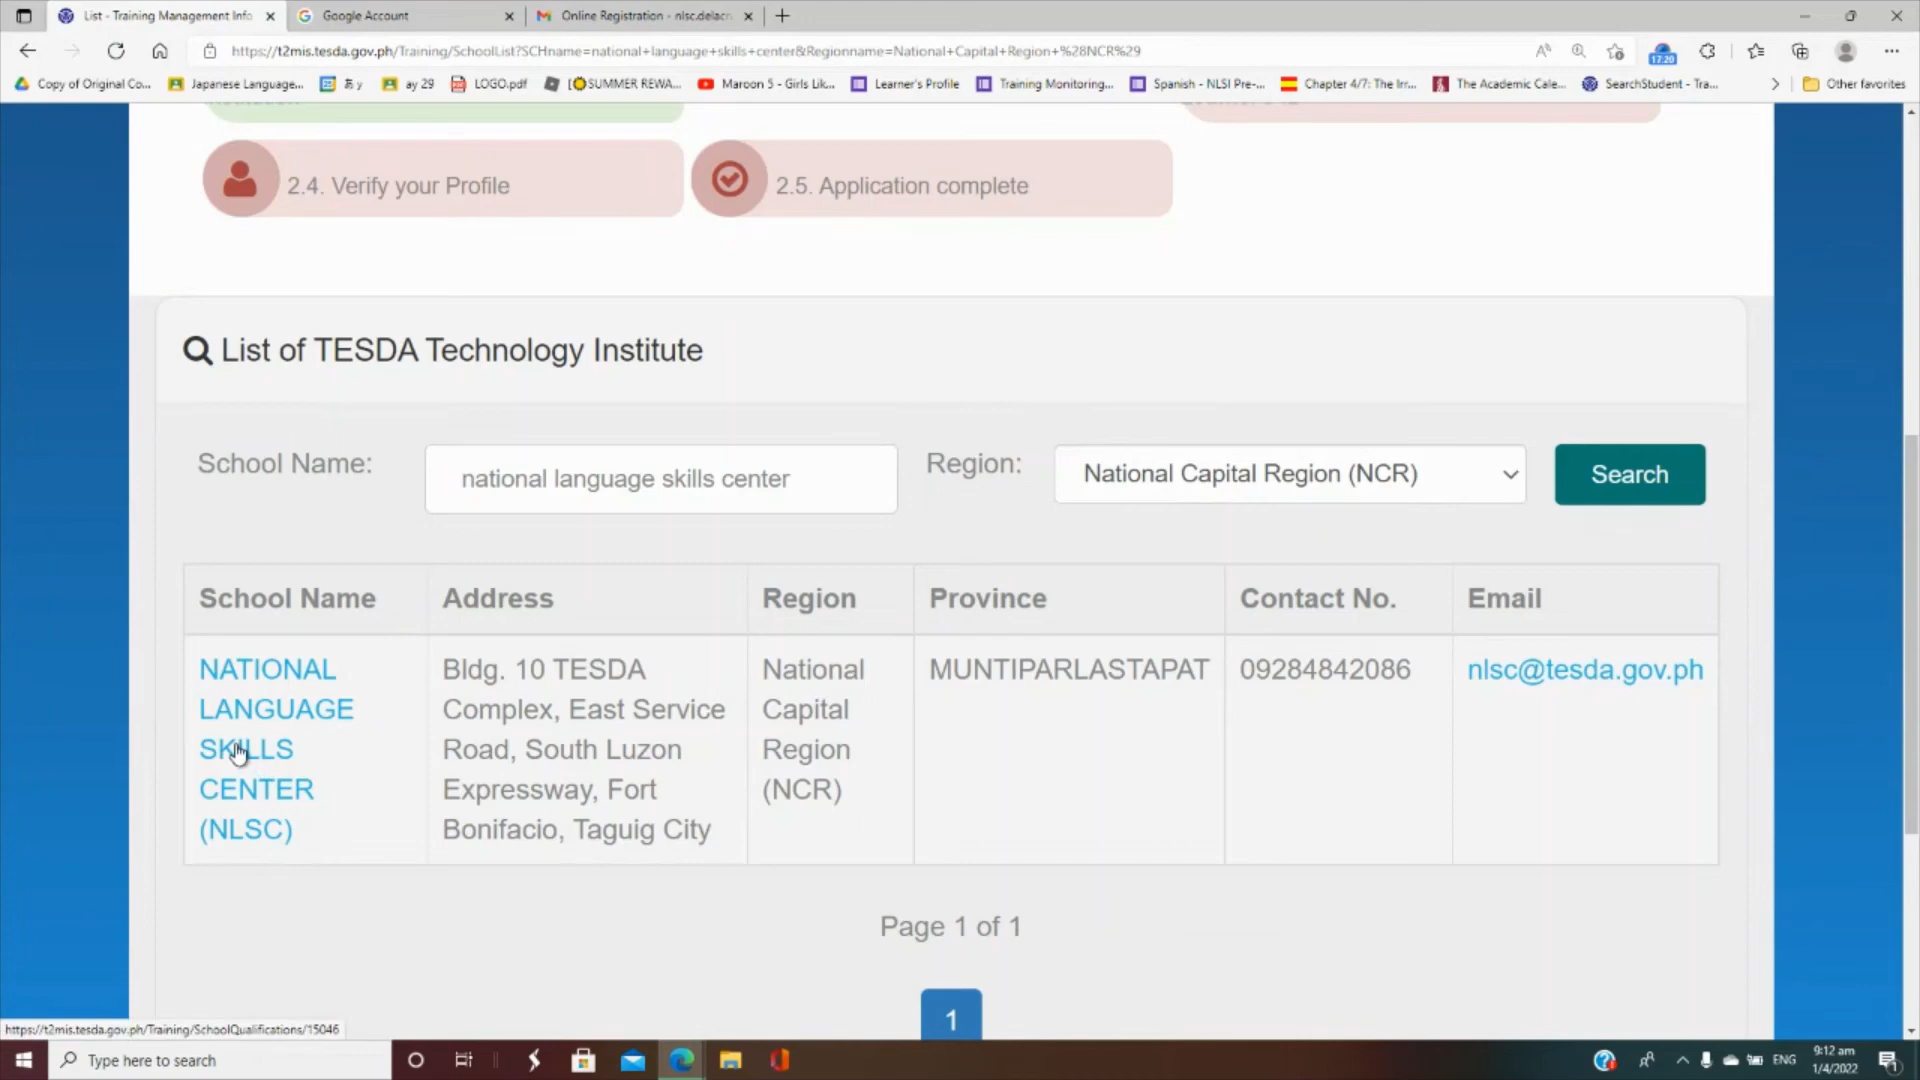 List - Training Management Info
Google Account
Online Registration - nlsc.delacr
https://t2mis.tesda.gov.ph/Training/SchoolList?SCHname=national+language+skills+center&Regionname=National+Capital+Region+%28NCR%29
17:20
Copy of Original Co...
Japanese Language...
あ y
ay 29
LOGO.pdf
[🌞SUMMER REWA...
Maroon 5 - Girls Lik...
Learner's Profile
Training Monitoring...
Spanish - NLSI Pre-...
Chapter 4/7: The Irr...
The Academic Cale...
SearchStudent - Tra...
Other favorites
2.4. Verify your Profile
2.5. Application complete
List of TESDA Technology Institute
School Name:
national language skills center
Region:
National Capital Region (NCR)
Search
School Name
Address
Region
Province
Contact No.
Email
NATIONAL
LANGUAGE
SKILLS
CENTER
(NLSC)
Bldg. 10 TESDA
Complex, East Service
Road, South Luzon
Expressway, Fort
Bonifacio, Taguig City
National
Capital
Region
(NCR)
MUNTIPARLASTAPAT
09284842086
nlsc@tesda.gov.ph
Page 1 of 1
1
https://t2mis.tesda.gov.ph/Training/SchoolQualifications/15046
Type here to search
ENG
9:12 am
1/4/2022